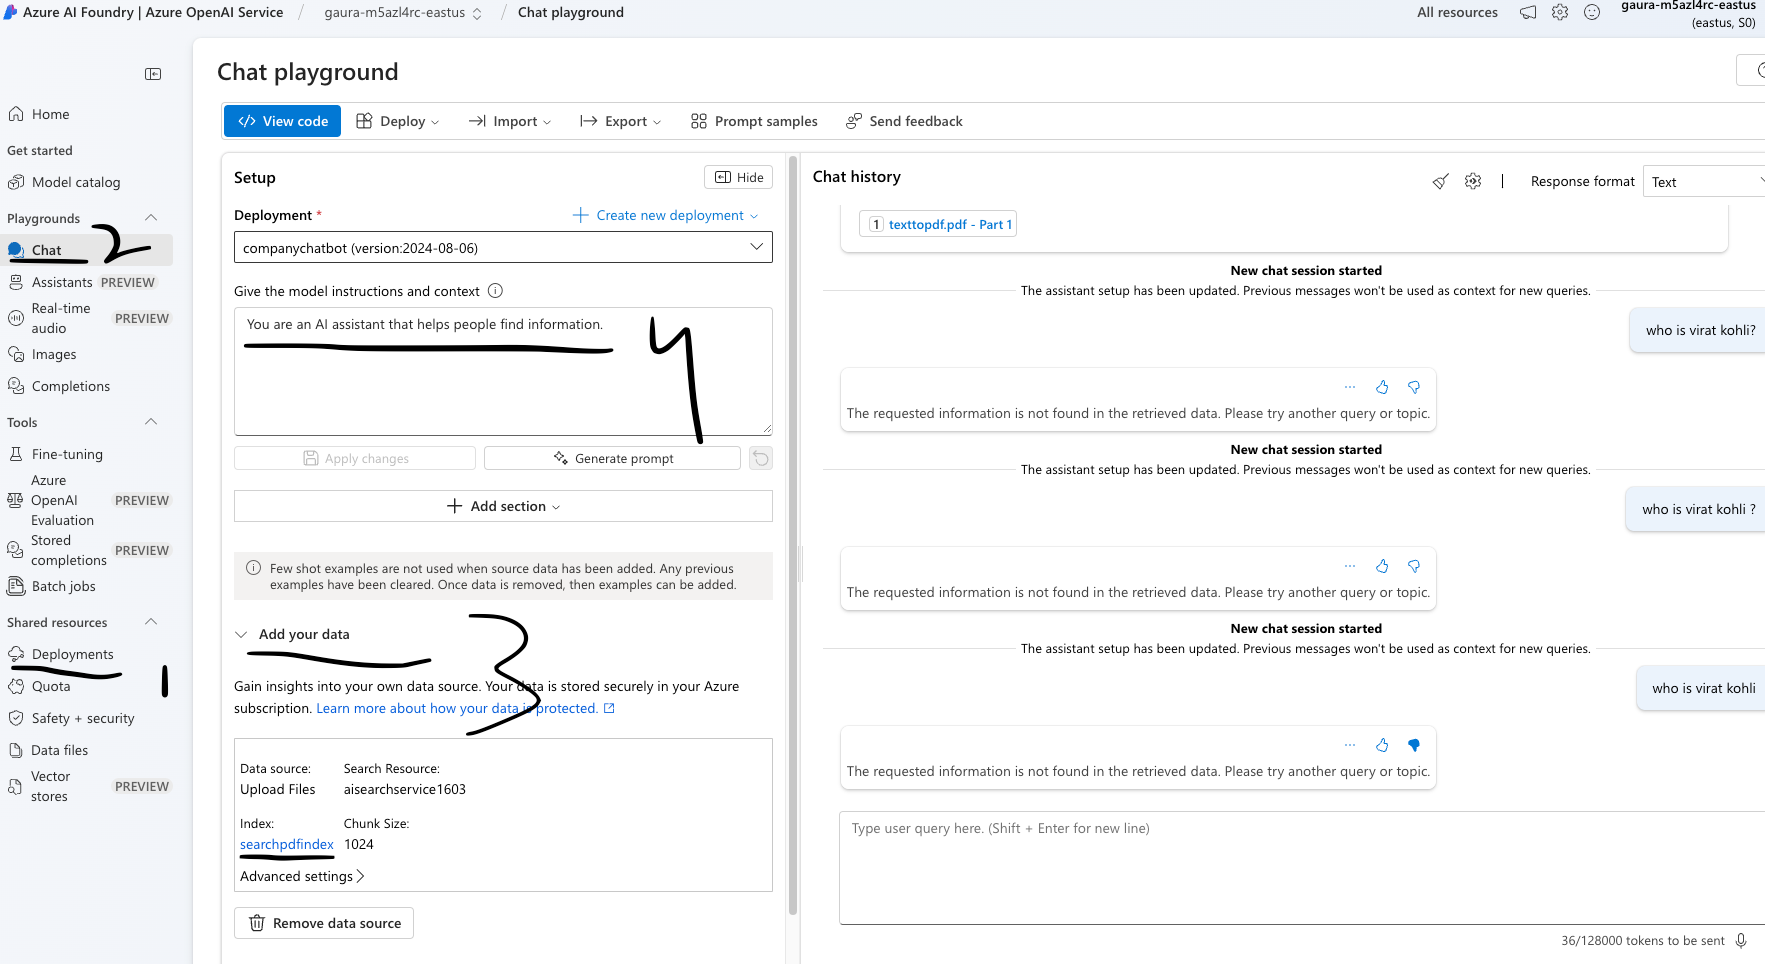 Azure AI Foundry | Azure OpenAI Service / gaura-m5azl4rc-eastus / Chat playground
All resources
gaura-m5azl4rc-eastus
(eastus, S0)
Home
Get started
Model catalog
Playgrounds
Chat
2
Assistants PREVIEW
Real-time audio PREVIEW
Images
Completions
Tools
Fine-tuning
Azure OpenAI Evaluation PREVIEW
Stored completions PREVIEW
Batch jobs
Shared resources
Deployments
1
Quota
Safety + security
Data files
Vector stores PREVIEW
Chat playground
View code
Deploy
Import
Export
Prompt samples
Send feedback
Setup
Hide
Deployment *
Create new deployment
companychatbot (version:2024-08-06)
Give the model instructions and context
You are an AI assistant that helps people find information.
4
Apply changes
Generate prompt
Add section
Few shot examples are not used when source data has been added. Any previous
examples have been cleared. Once data is removed, then examples can be added.
Add your data
3
Gain insights into your own data source. Your data is stored securely in your Azure
subscription. Learn more about how your data is protected.
Data source: Search Resource:
Upload Files aisearchservice1603
Index: Chunk Size:
searchpdfindex 1024
Advanced settings
Remove data source
Chat history
Response format
Text
1 texttopdf.pdf - Part 1
New chat session started
The assistant setup has been updated. Previous messages won't be used as context for new queries.
who is virat kohli?
The requested information is not found in the retrieved data. Please try another query or topic.
New chat session started
The assistant setup has been updated. Previous messages won't be used as context for new queries.
who is virat kohli ?
The requested information is not found in the retrieved data. Please try another query or topic.
New chat session started
The assistant setup has been updated. Previous messages won't be used as context for new queries.
who is virat kohli
The requested information is not found in the retrieved data. Please try another query or topic.
Type user query here. (Shift + Enter for new line)
36/128000 tokens to be sent